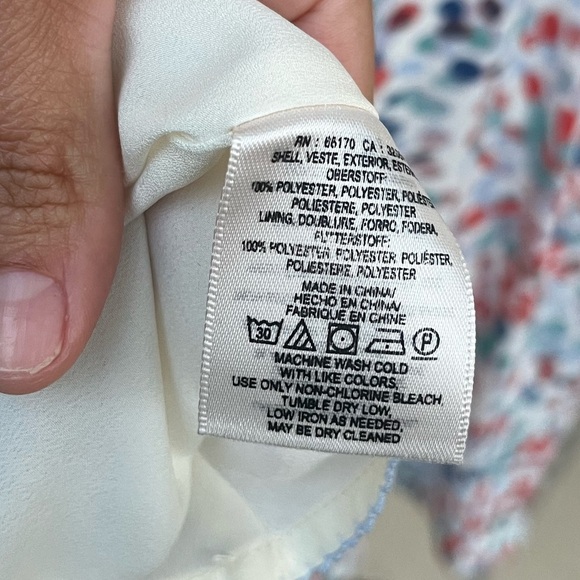 RN : 66170 CA :
SHELL, VESTE, EXTERIOR,
OBERSTOFF:
100% POLYESTER, POLYESTER,
POLIESTERE, POLYESTER
LINING, DOUBLURE, FORRO, FODERA,
FUTTERSTOFF:
100% POLYESTER POLYESTER POLIÉSTER,
POLIESTERE, POLYESTER
MADE IN CHINA/
HECHO EN CHINA/
FABRIQUE EN CHINE
30 P
MACHINE WASH COLD
WITH LIKE COLORS,
USE ONLY NON-CHLORINE BLEACH
TUMBLE DRY LOW,
LOW IRON AS NEEDED,
MAY BE DRY CLEANED